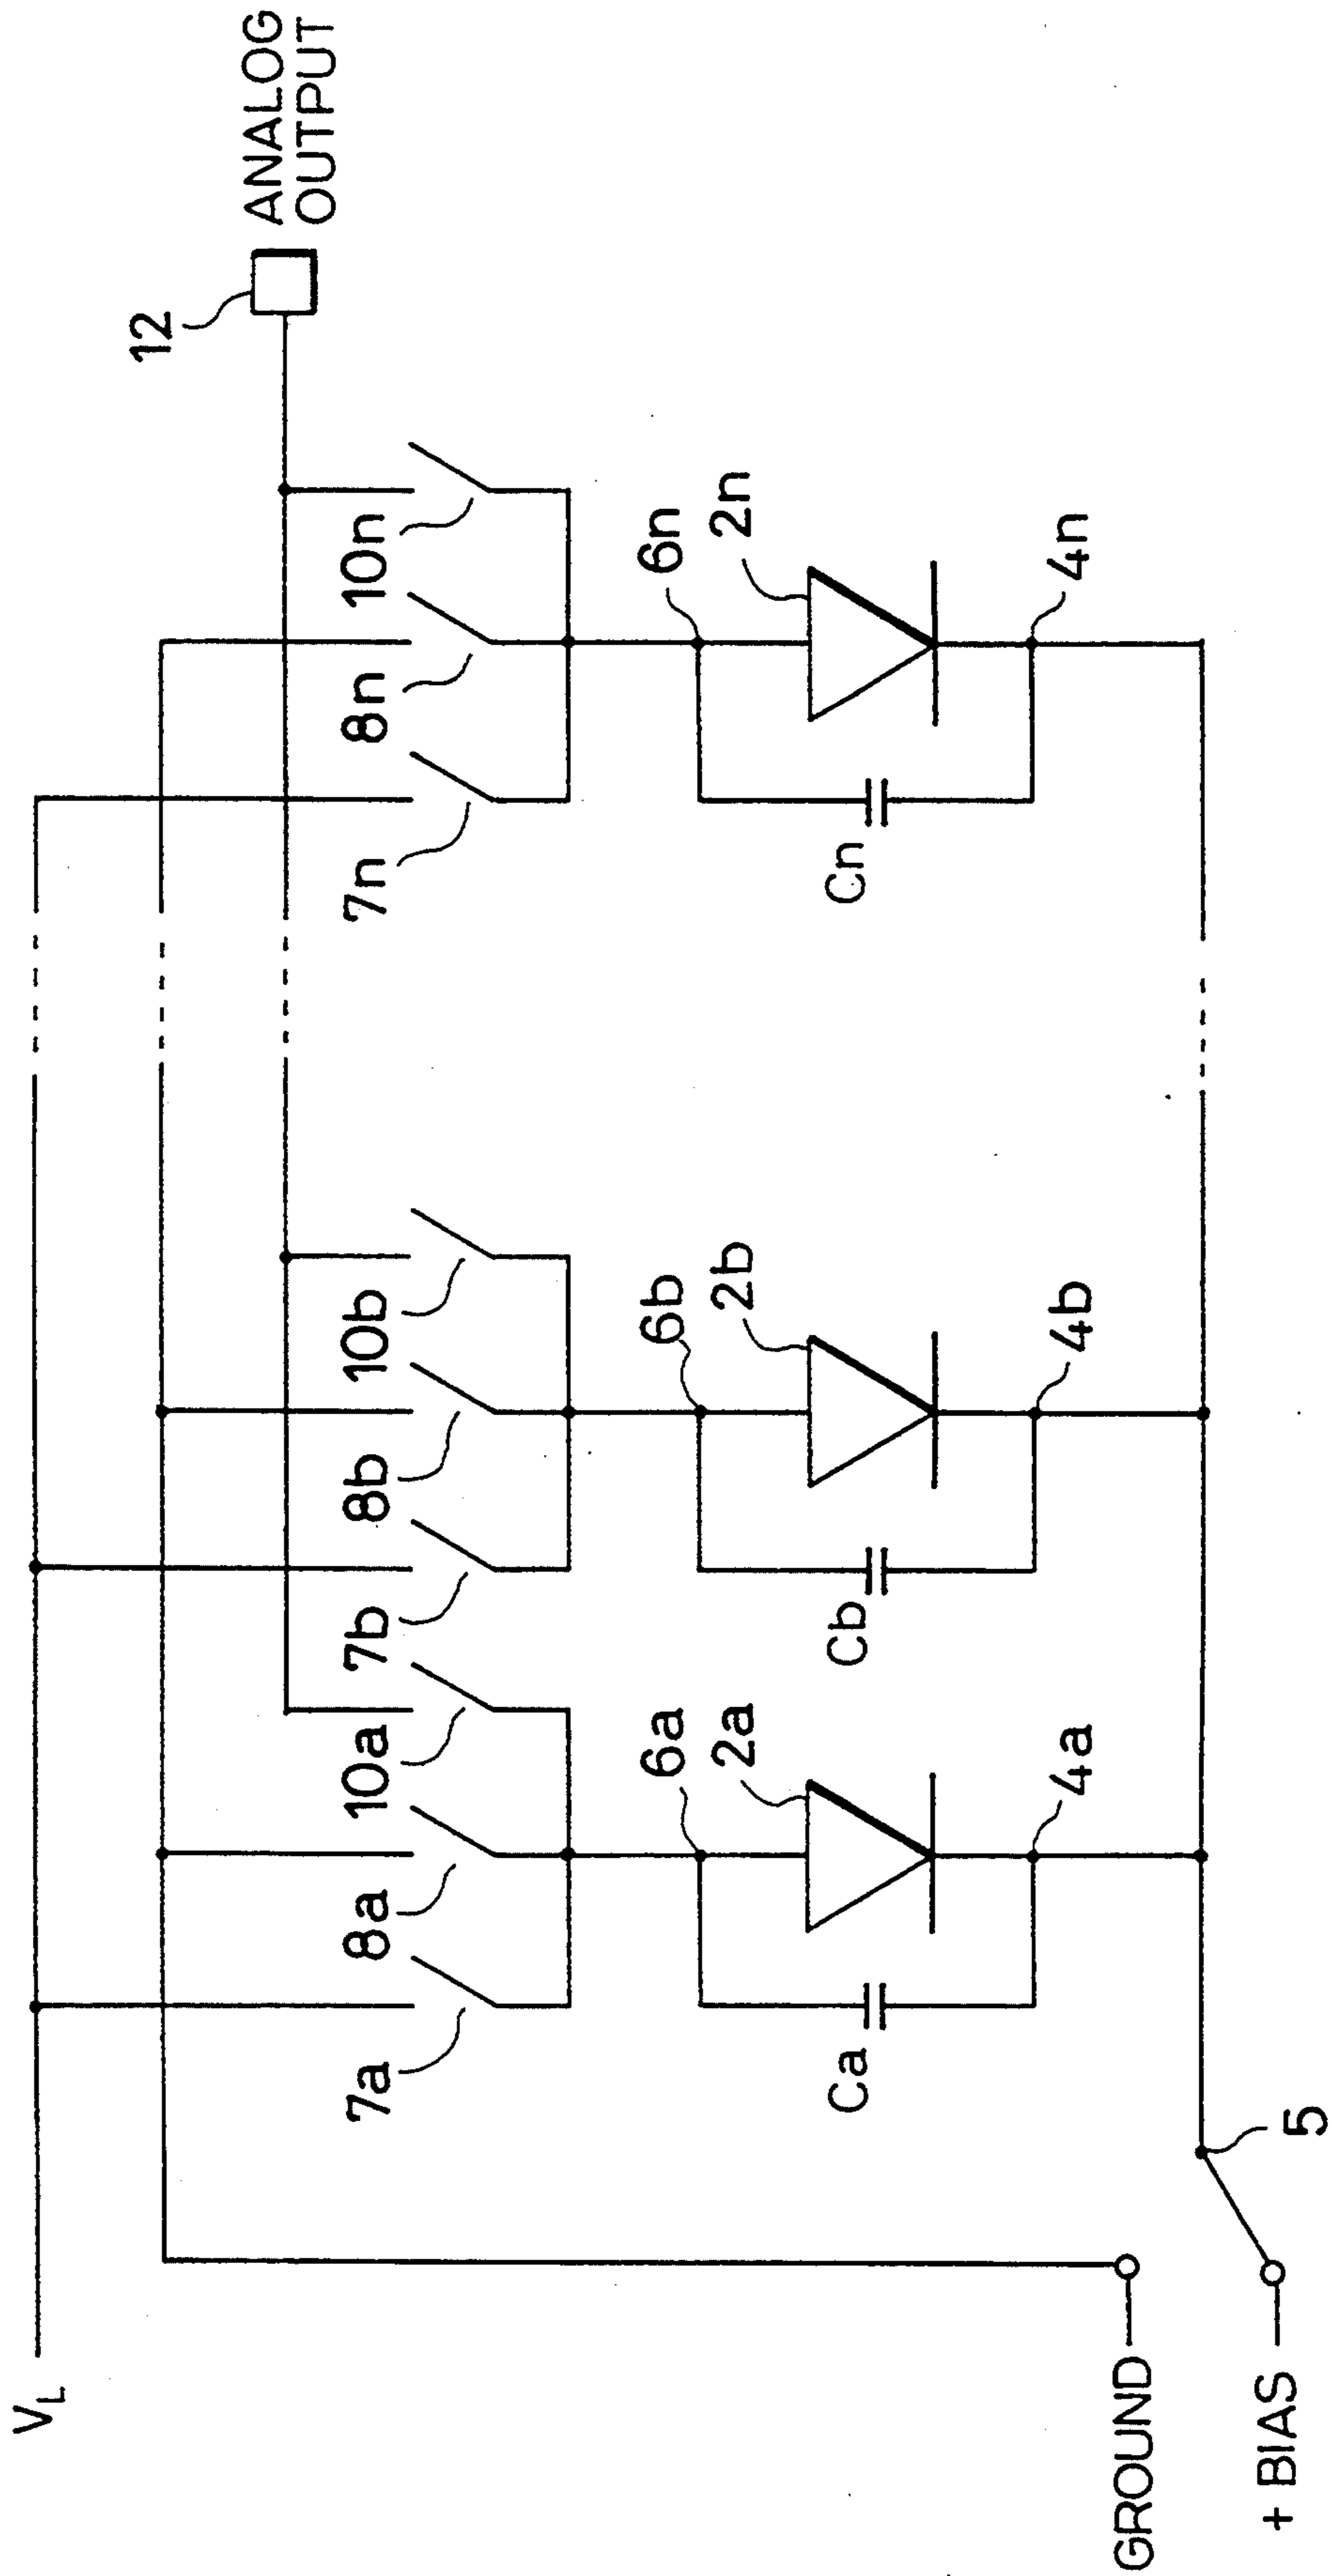 V_L
12
ANALOG
OUTPUT
7a
8a
10a
7b
8b
10b
7n
8n
10n
6a
2a
6b
2b
6n
2n
Ca
Cb
Cn
4a
4b
4n
GROUND
+ BIAS
5